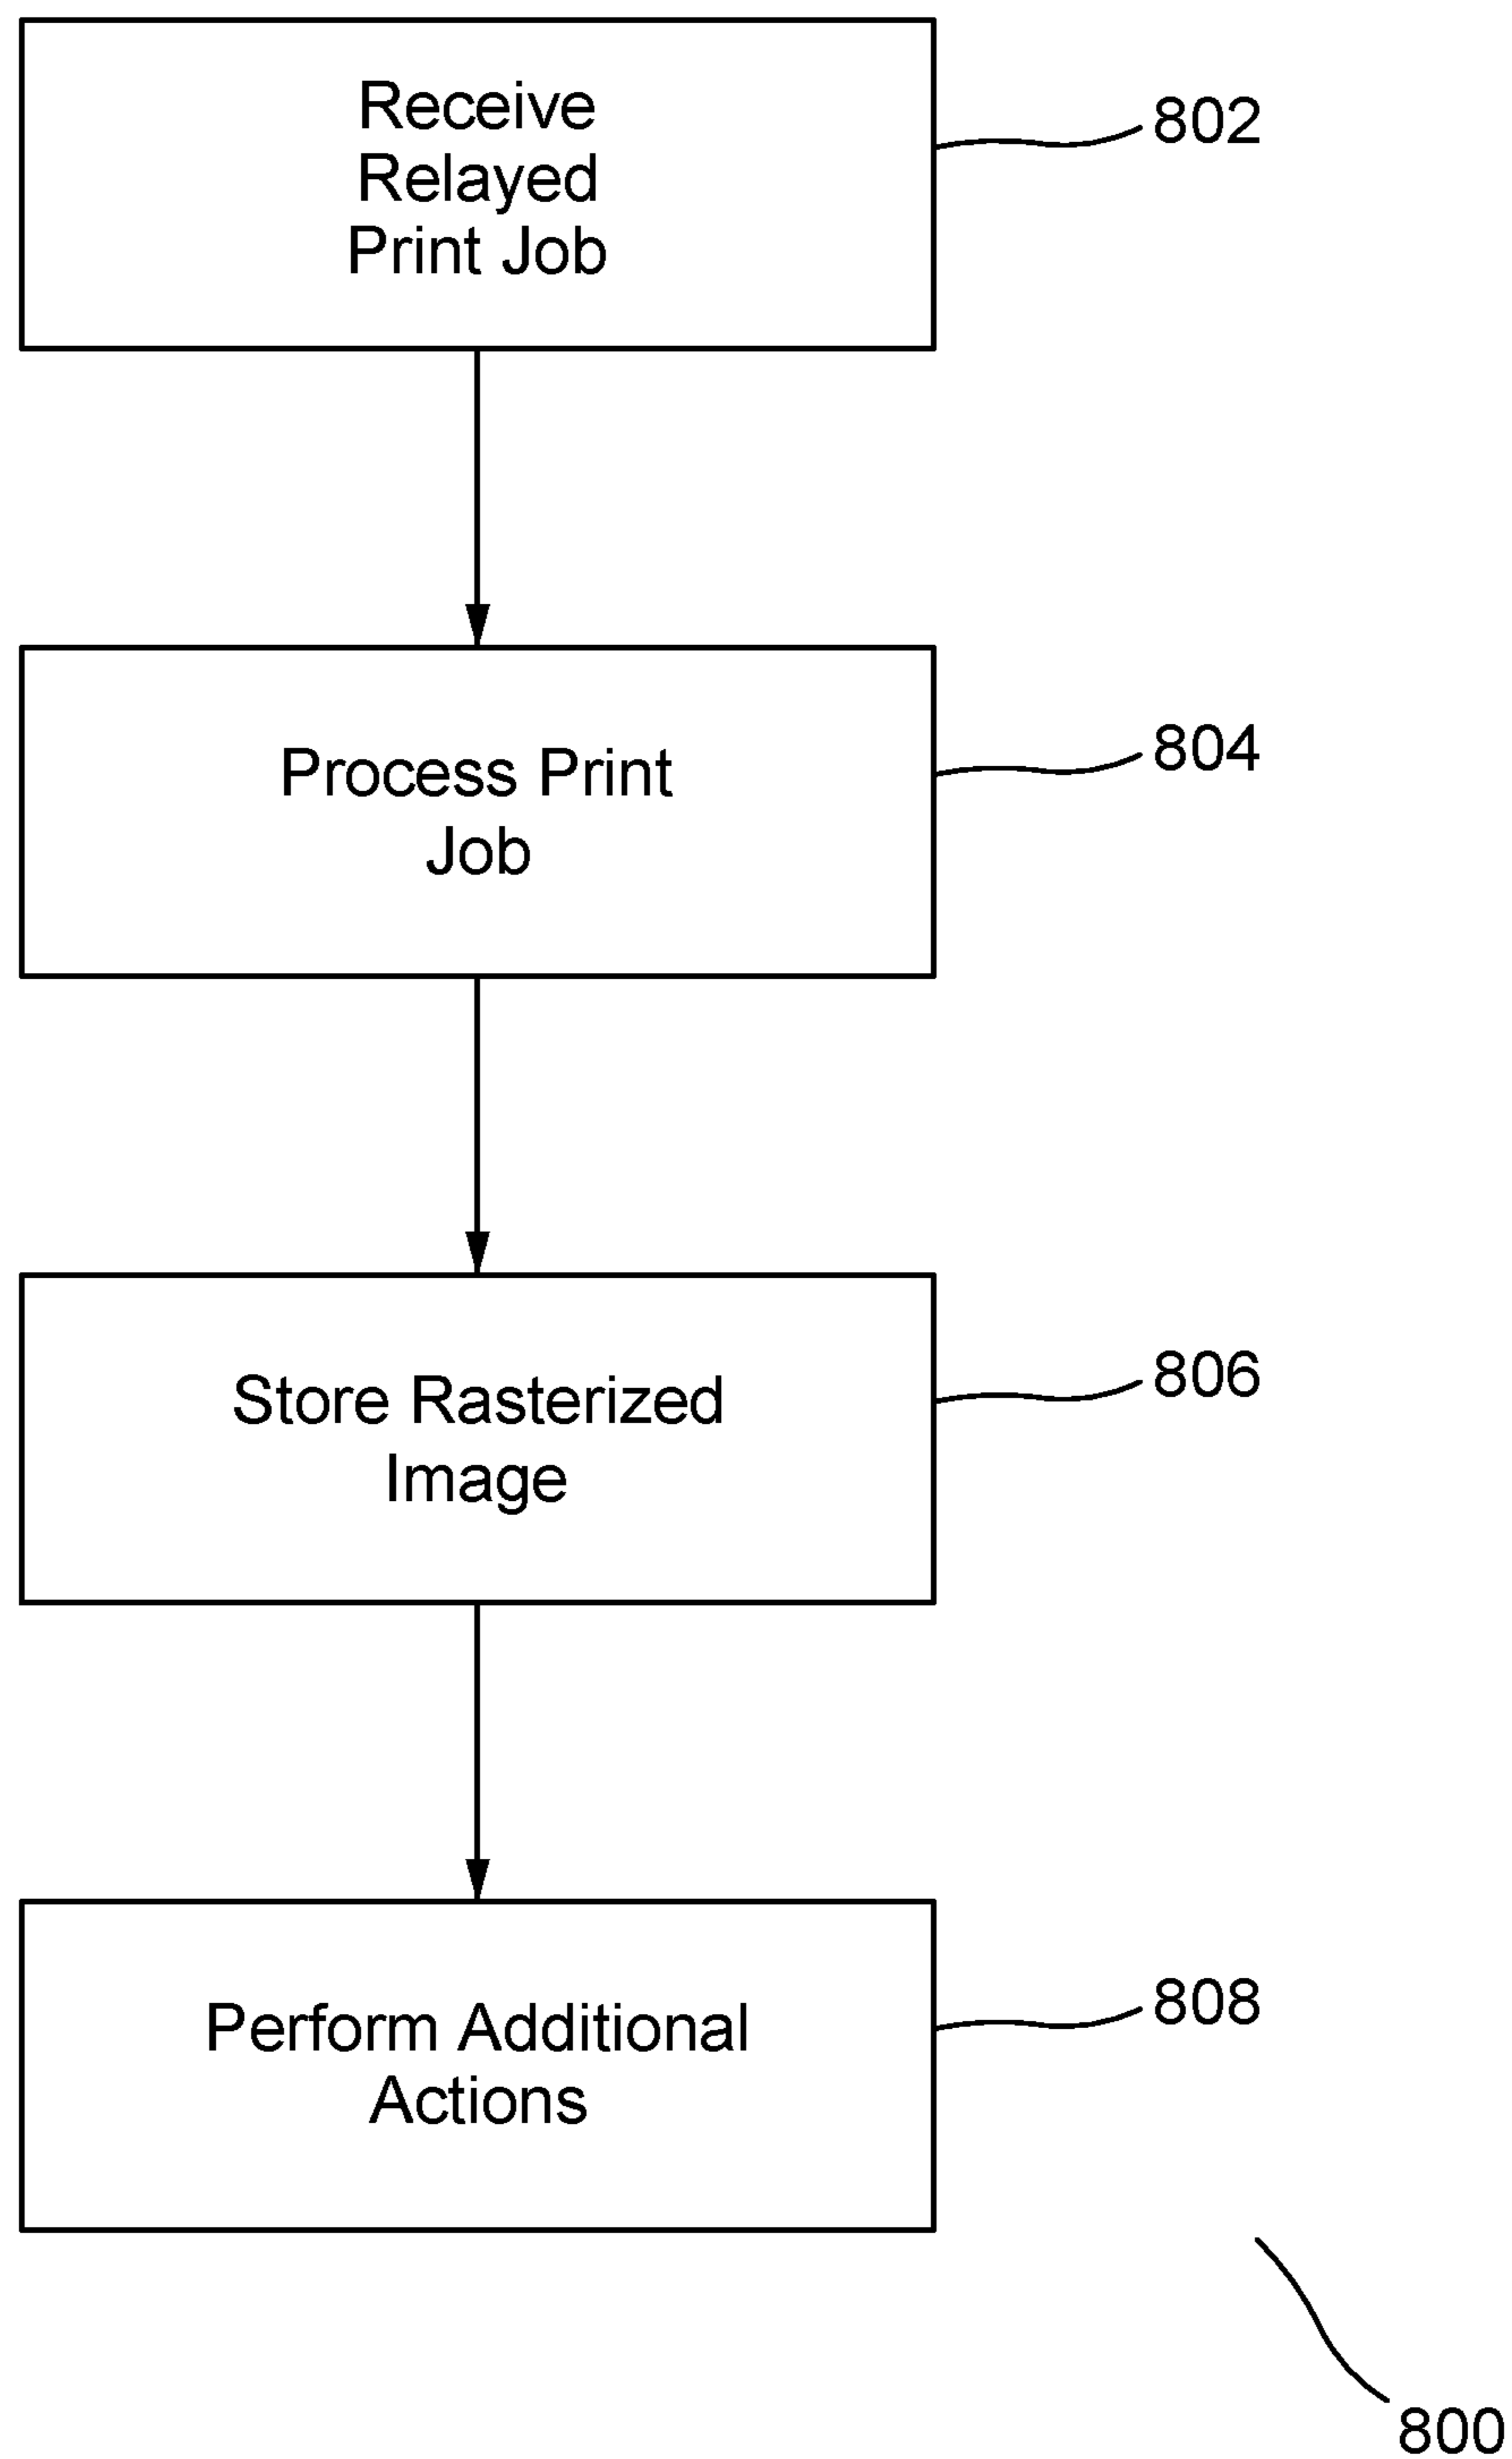 Receive
Relayed
Print Job
802
Process Print
Job
804
Store Rasterized
Image
806
Perform Additional
Actions
808
800